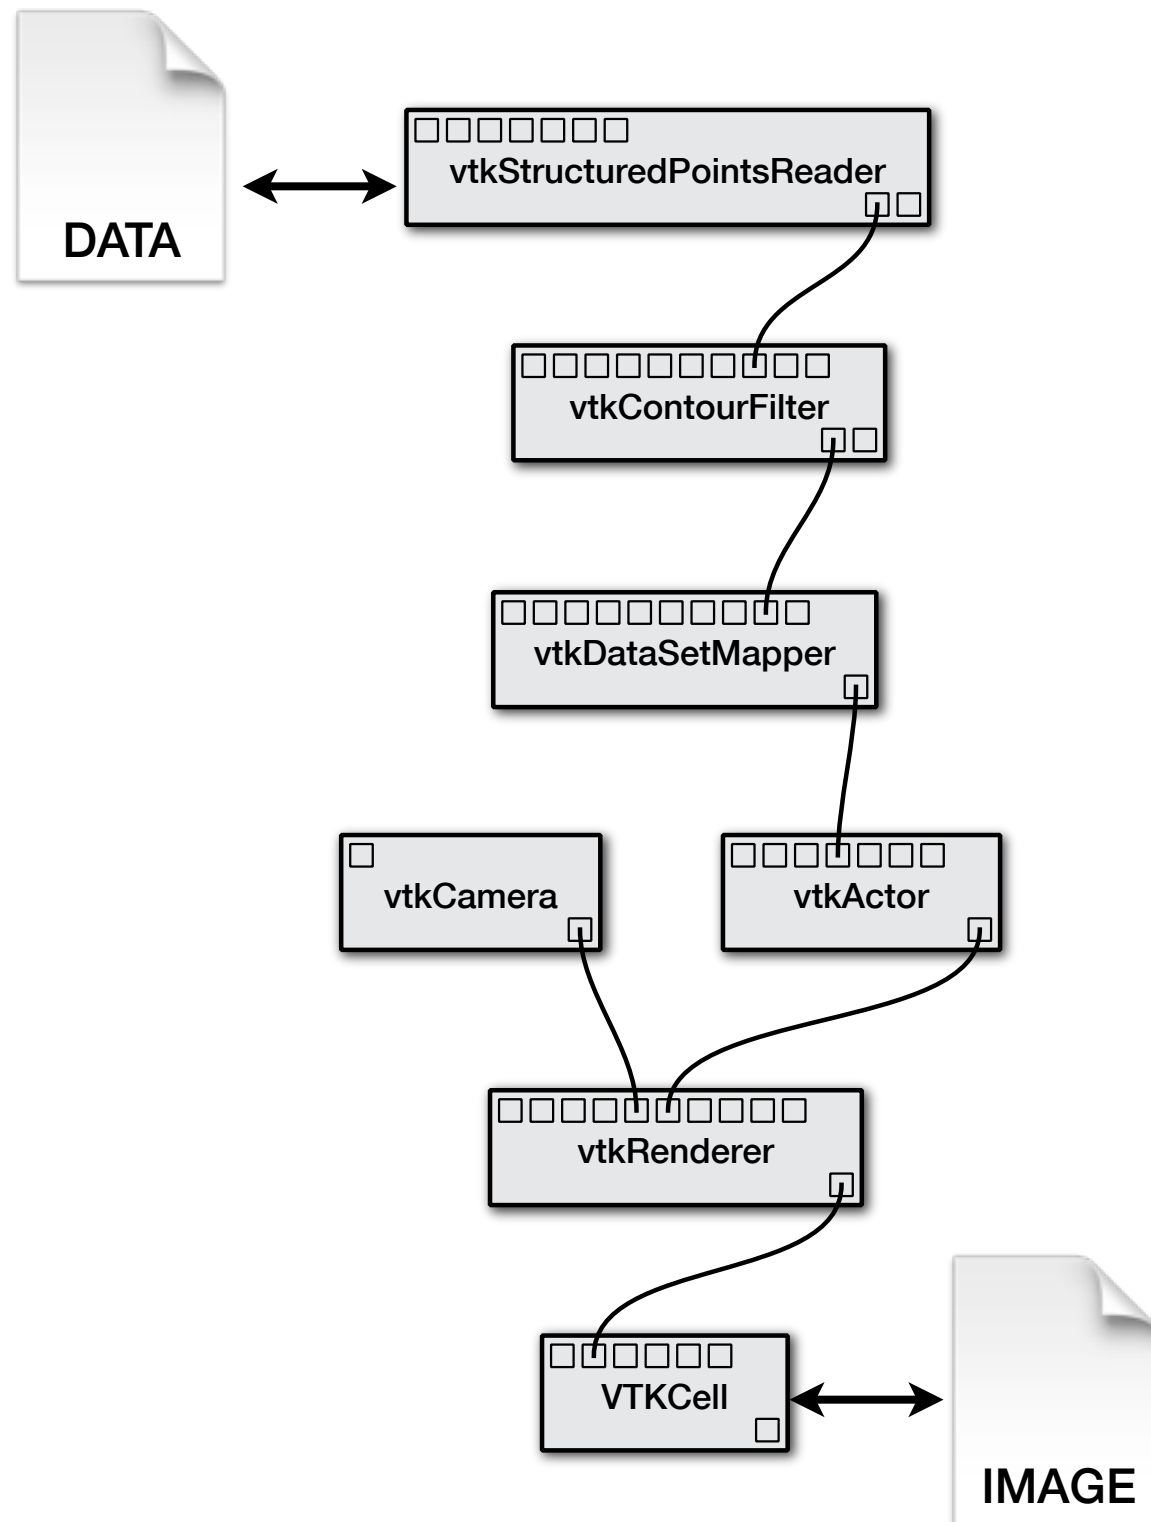 DATA
vtkStructuredPointsReader
vtkContourFilter
vtkDataSetMapper
vtkCamera
vtkActor
vtkRenderer
VTKCell
IMAGE